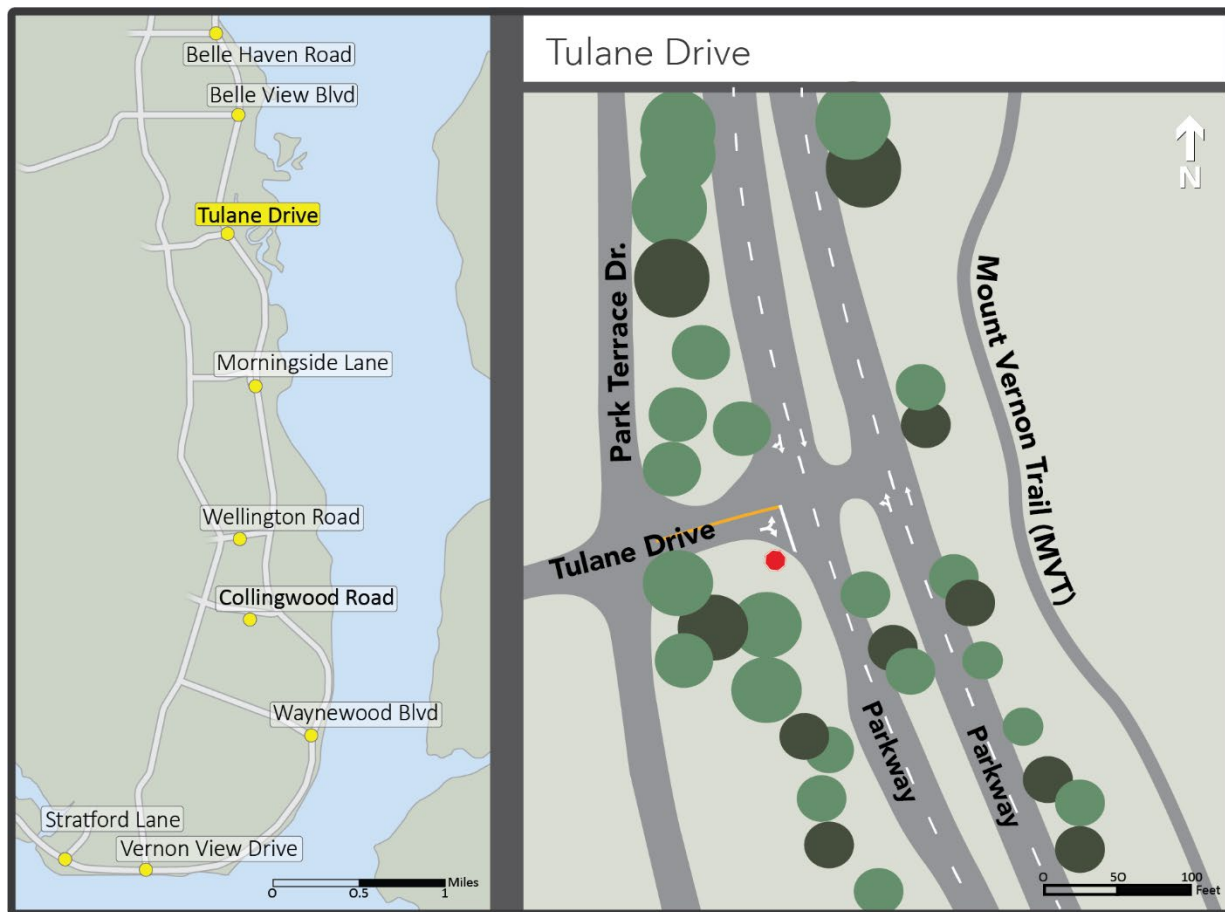 Belle Haven Road
Belle View Blvd
Tulane Drive
Morningside Lane
Wellington Road
Collingwood Road
Waynewood Blvd
Stratford Lane
Vernon View Drive
Miles
0 0.5 1
Tulane Drive
N
Park Terrace Dr.
Mount Vernon Trail (MVT)
Tulane Drive
Parkway
Parkway
0 50 100
Feet